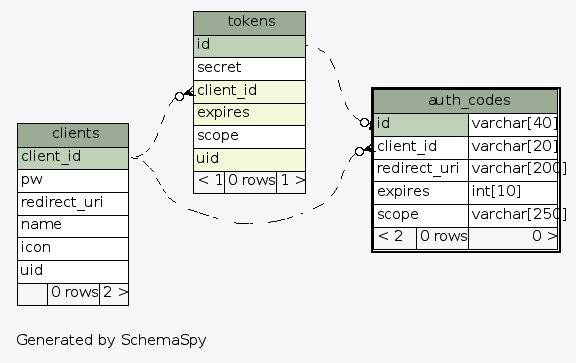 tokens
id
secret
client_id
expires
scope
uid
< 1 0 rows 1 >
clients
client_id
pw
redirect_uri
name
icon
uid
0 rows 2 >
auth_codes
id varchar[40]
client_id varchar[20]
redirect_uri varchar[200]
expires int[10]
scope varchar[250]
< 2 0 rows 0 >
Generated by SchemaSpy